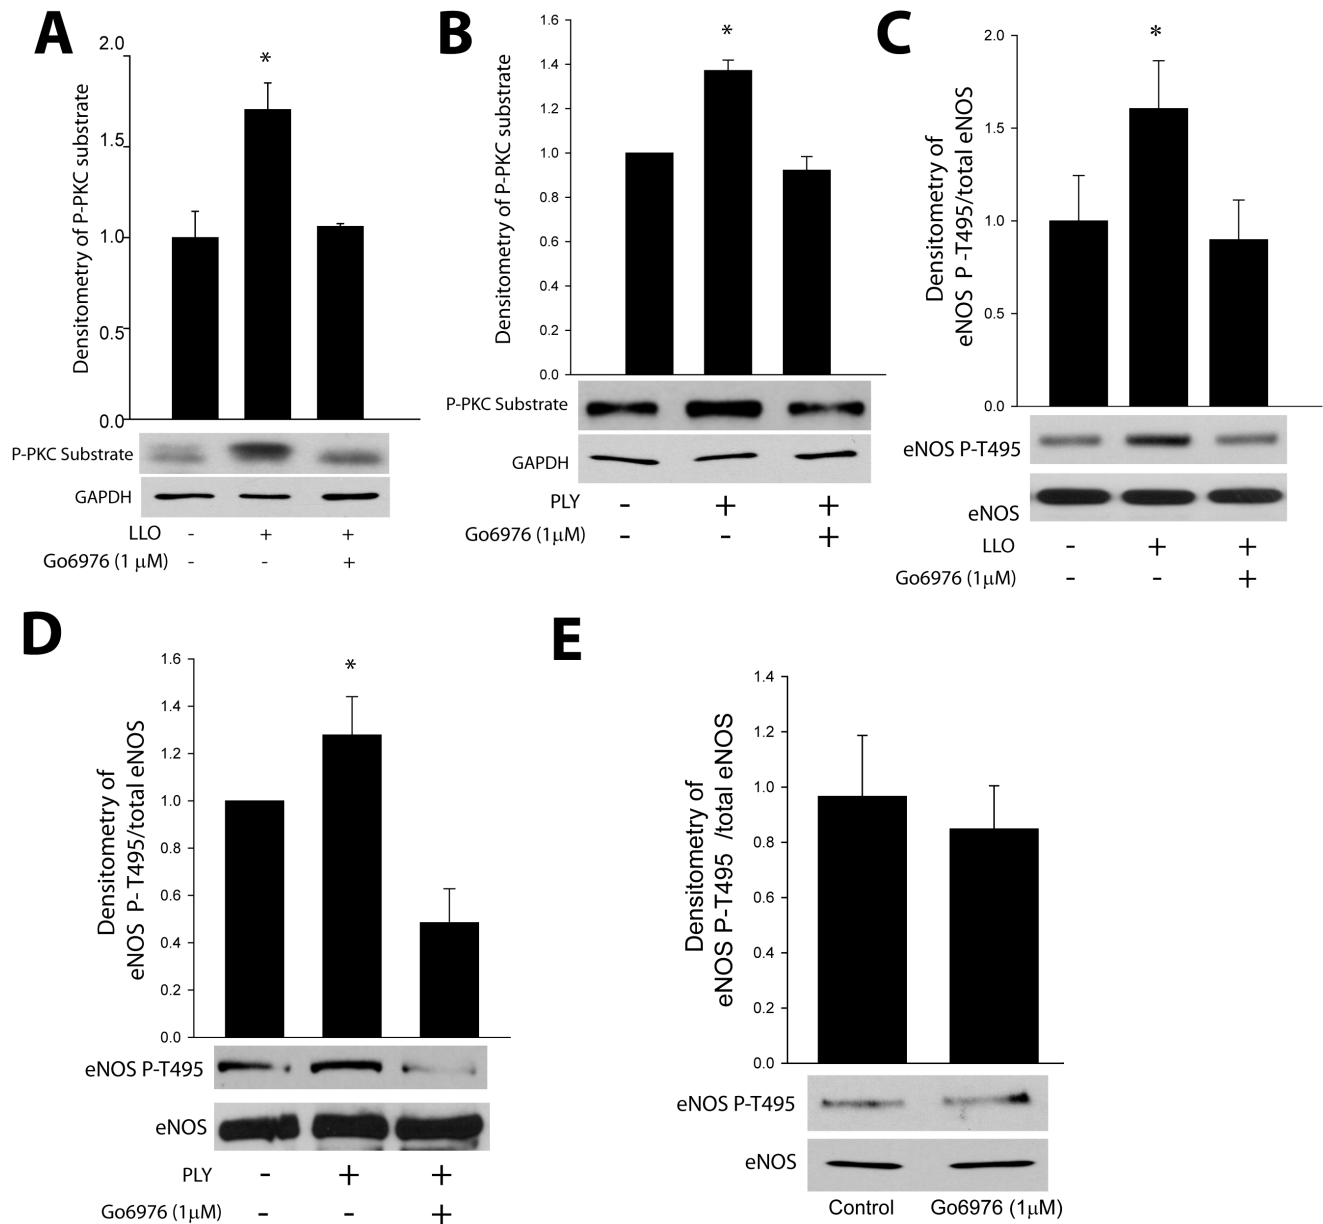 A
Densitometry of P-PKC substrate
2.0
1.5
1.0
0.5
0.0
*
P-PKC Substrate
GAPDH
LLO - + +
Go6976 (1 μM) - - +
B
Densitometry of P-PKC substrate
1.6
1.4
1.2
1.0
0.8
0.6
0.4
0.2
0.0
*
P-PKC Substrate
GAPDH
PLY - + +
Go6976 (1μM) - - +
C
Densitometry of
eNOS P -T495/total eNOS
2.0
1.5
1.0
0.5
0.0
*
eNOS P-T495
eNOS
LLO - + +
Go6976 (1μM) - - +
D
Densitometry of
eNOS P- T495/total eNOS
1.6
1.4
1.2
1.0
0.8
0.6
0.4
0.2
0.0
*
eNOS P-T495
eNOS
PLY - + +
Go6976 (1μM) - - +
E
Densitometry of
eNOS P-T495 /total eNOS
1.4
1.2
1.0
0.8
0.6
0.4
0.2
0.0
eNOS P-T495
eNOS
Control Go6976 (1μM)